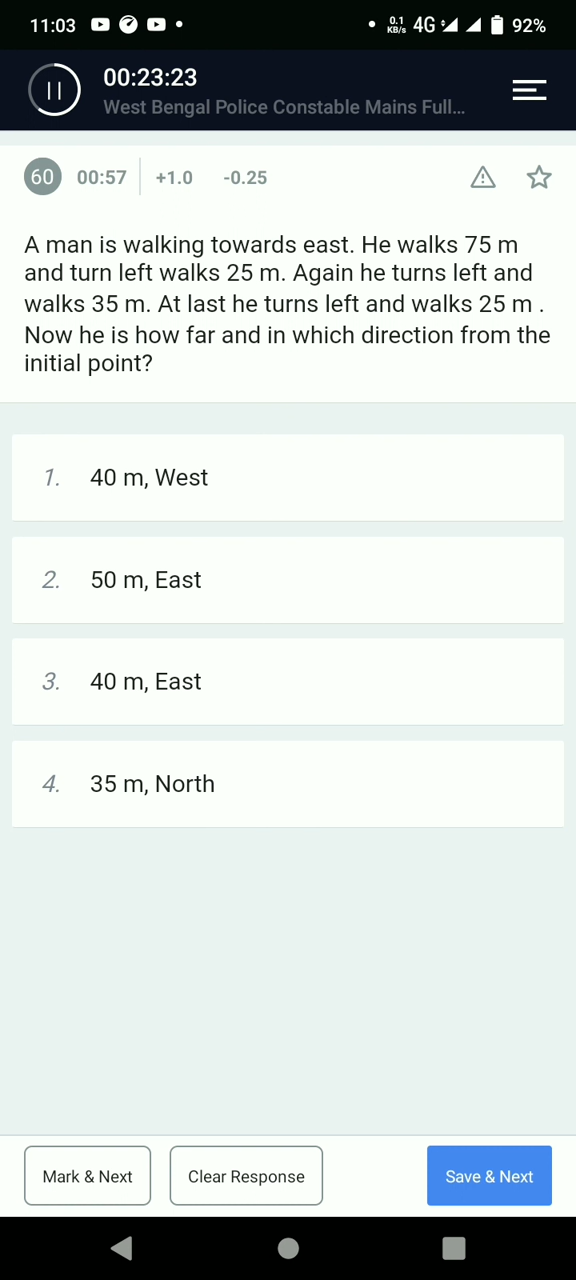 11:03
0.1 KB/s 4G 92%
00:23:23
West Bengal Police Constable Mains Full...
60 00:57 +1.0 -0.25
A man is walking towards east. He walks 75 m
and turn left walks 25 m. Again he turns left and
walks 35 m. At last he turns left and walks 25 m .
Now he is how far and in which direction from the
initial point?
1. 40 m, West
2. 50 m, East
3. 40 m, East
4. 35 m, North
Mark & Next Clear Response Save & Next